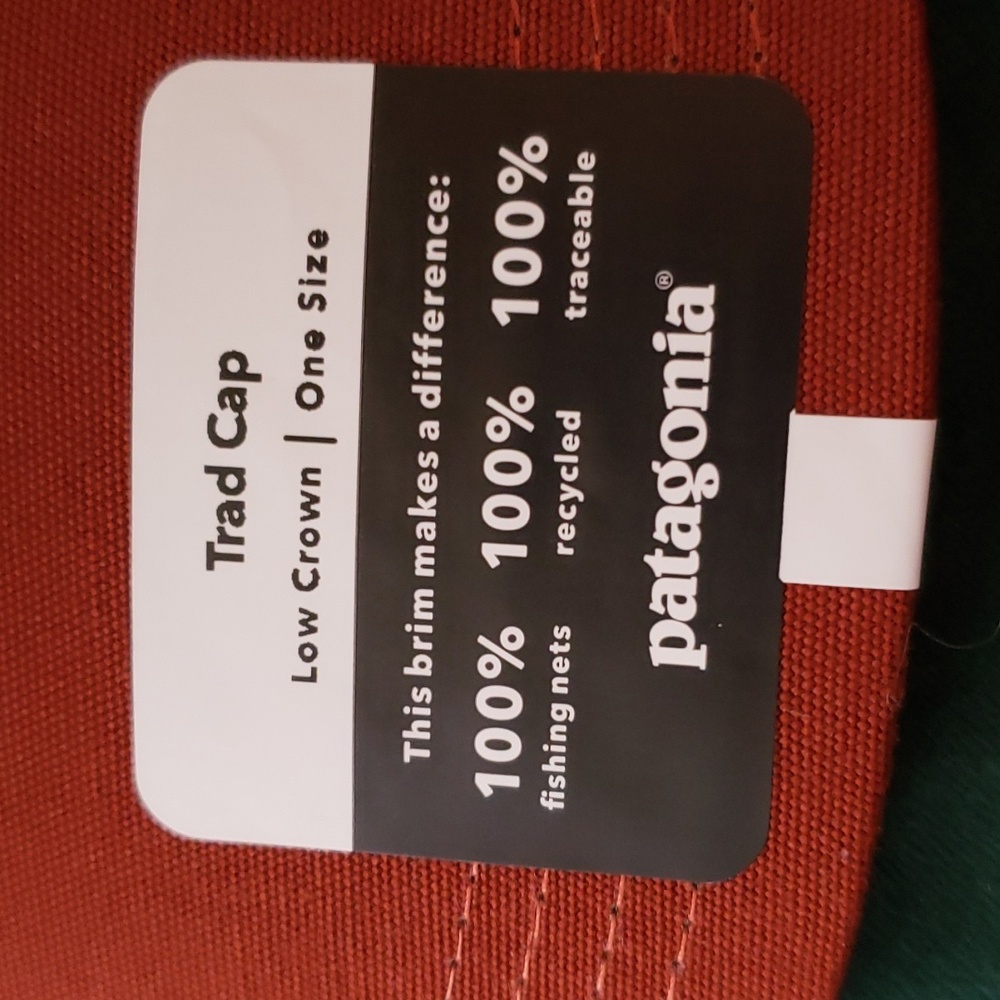 Trad Cap
Low Crown | One Size
This brim makes a difference:
100% 100% 100%
fishing nets recycled traceable
patagonia®